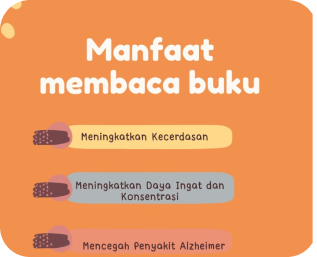 Manfaat
membaca buku
Meningkatkan Kecerdasan
Meningkatkan Daya Ingat dan
Konsentrasi
Mencegah Penyakit Alzheimer